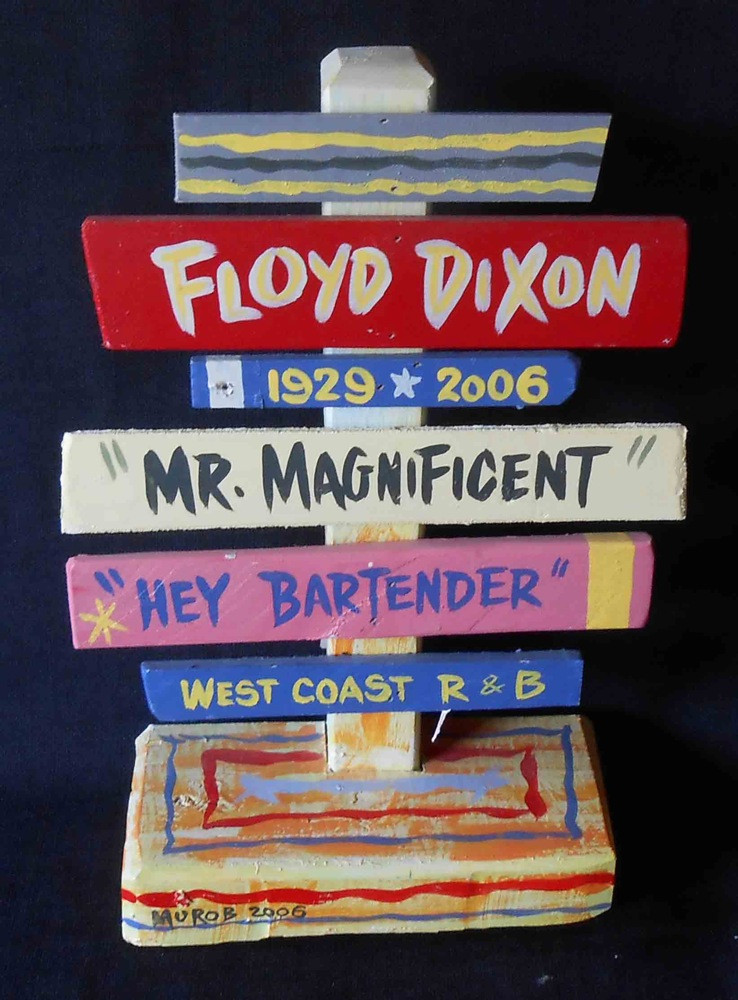 FLOYD DIXON
1929 ★ 2006
"MR. MAGNIFICENT"
"HEY BARTENDER"
WEST COAST R & B
MUROB 2006